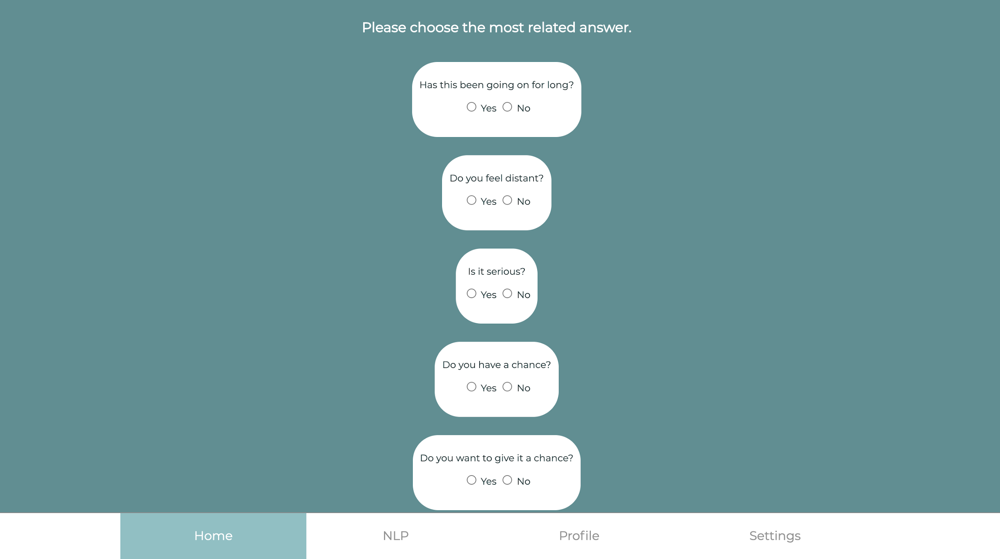 Please choose the most related answer.
Has this been going on for long?
Yes No
Do you feel distant?
Yes No
Is it serious?
Yes No
Do you have a chance?
Yes No
Do you want to give it a chance?
Yes No
Home NLP Profile Settings